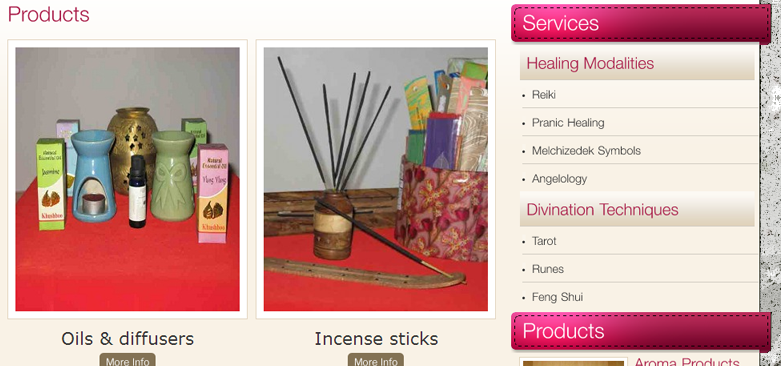 Products
Natural
Essential Oil
Jasmine
Khushboo
Natural
Essential Oil
Ylang Ylang
Khushboo
Oils & diffusers
More Info
Incense sticks
More Info
Services
Healing Modalities
Reiki
Pranic Healing
Melchizedek Symbols
Angelology
Divination Techniques
Tarot
Runes
Feng Shui
Products
Aroma Products